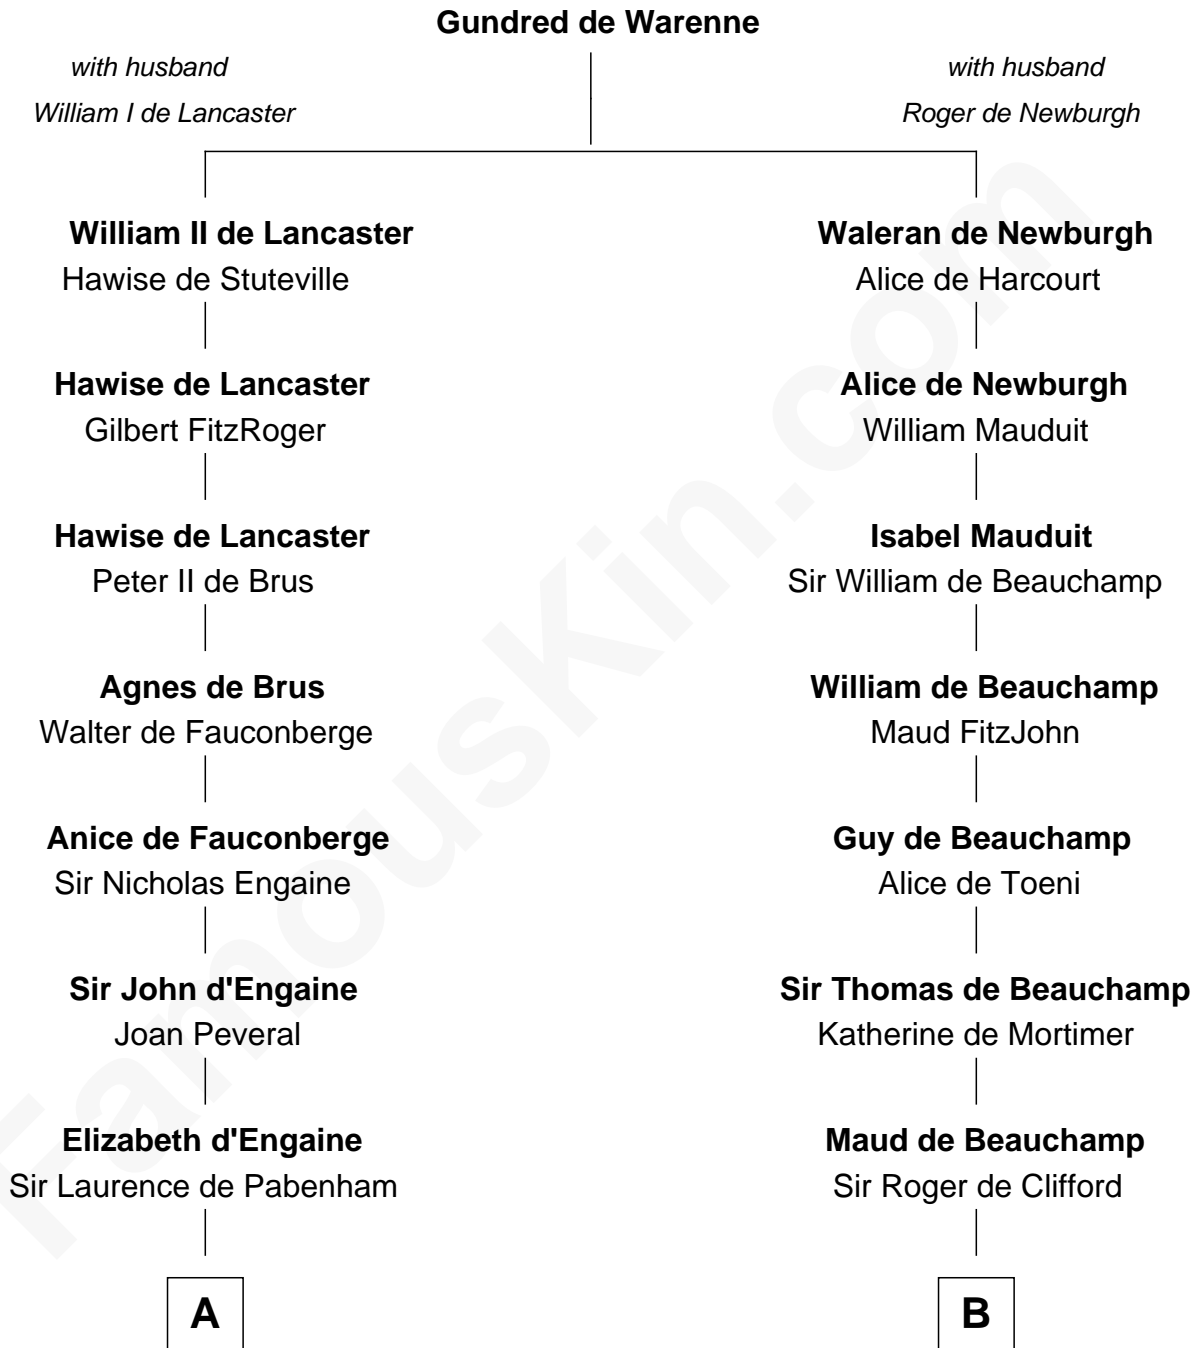 Gundred de Warenne
with husband
William I de Lancaster
with husband
Roger de Newburgh
William II de Lancaster
Hawise de Stuteville
Waleran de Newburgh
Alice de Harcourt
Hawise de Lancaster
Gilbert FitzRoger
Alice de Newburgh
William Mauduit
Hawise de Lancaster
Peter II de Brus
Isabel Mauduit
Sir William de Beauchamp
Agnes de Brus
Walter de Fauconberge
William de Beauchamp
Maud FitzJohn
Anice de Fauconberge
Sir Nicholas Engaine
Guy de Beauchamp
Alice de Toeni
Sir John d'Engaine
Joan Peveral
Sir Thomas de Beauchamp
Katherine de Mortimer
Elizabeth d'Engaine
Sir Laurence de Pabenham
Maud de Beauchamp
Sir Roger de Clifford
A
B
FamousKin.com